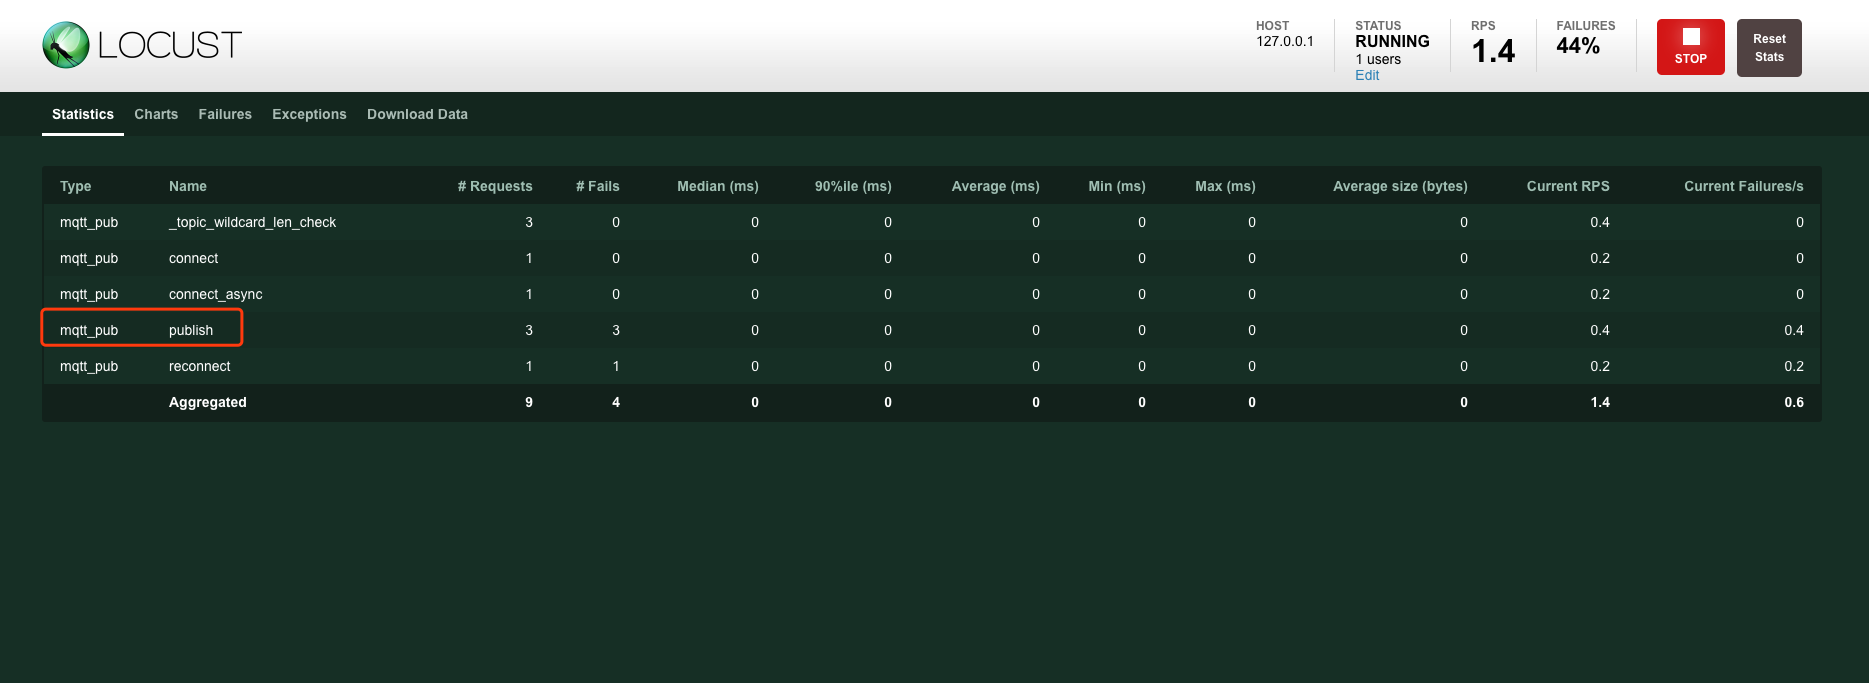 LOCUST
HOST
127.0.0.1
STATUS
RUNNING
1 users
Edit
RPS
1.4
FAILURES
44%
STOP
Reset
Stats
Statistics Charts Failures Exceptions Download Data
Type Name # Requests # Fails Median (ms) 90%ile (ms) Average (ms) Min (ms) Max (ms) Average size (bytes) Current RPS Current Failures/s
mqtt_pub _topic_wildcard_len_check 3 0 0 0 0 0 0 0 0.4 0
mqtt_pub connect 1 0 0 0 0 0 0 0 0.2 0
mqtt_pub connect_async 1 0 0 0 0 0 0 0 0.2 0
mqtt_pub publish 3 3 0 0 0 0 0 0 0.4 0.4
mqtt_pub reconnect 1 1 0 0 0 0 0 0 0.2 0.2
Aggregated 9 4 0 0 0 0 0 0 1.4 0.6